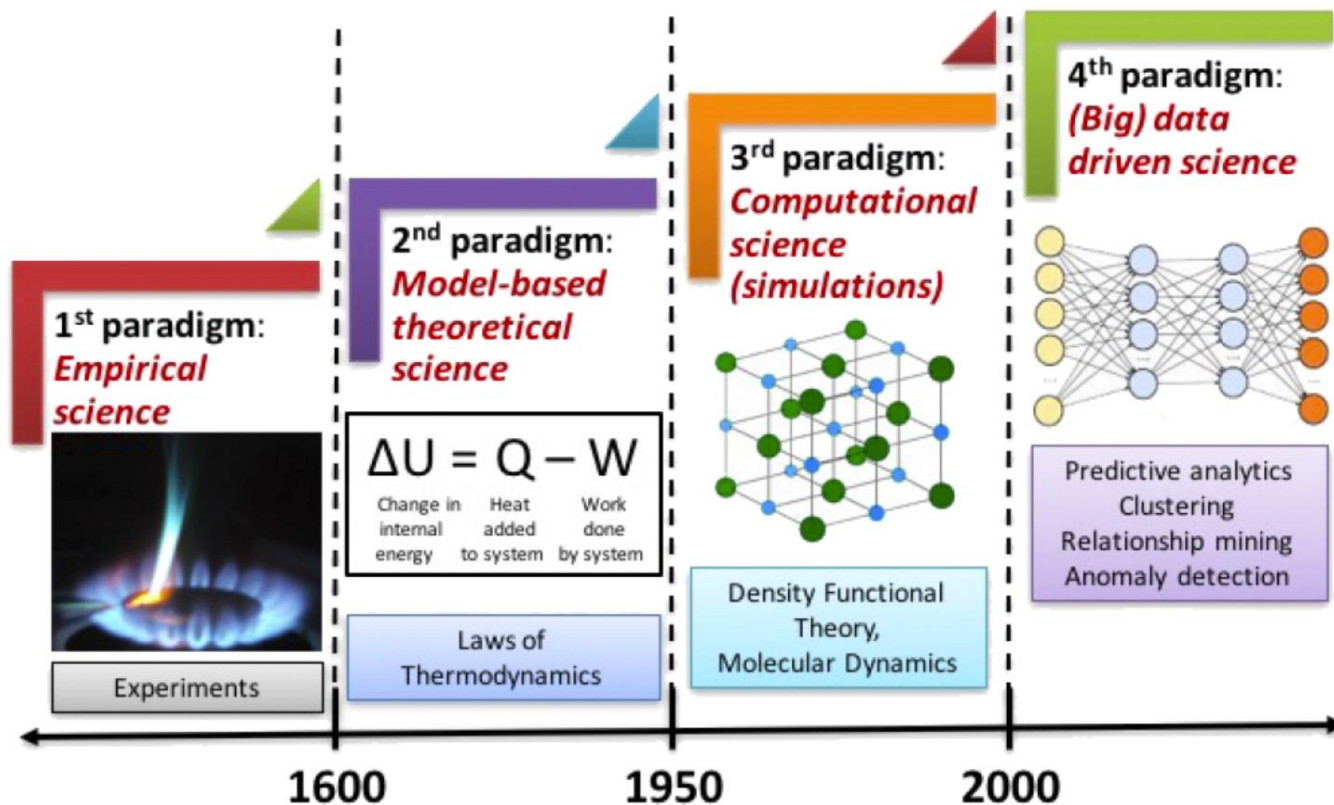 1st paradigm:
Empirical
science
Experiments
2nd paradigm:
Model-based
theoretical
science
ΔU = Q – W
Change in
internal
energy
Heat
added
to system
Work
done
by system
Laws of
Thermodynamics
3rd paradigm:
Computational
science
(simulations)
Density Functional
Theory,
Molecular Dynamics
4th paradigm:
(Big) data
driven science
Predictive analytics
Clustering
Relationship mining
Anomaly detection
1600
1950
2000